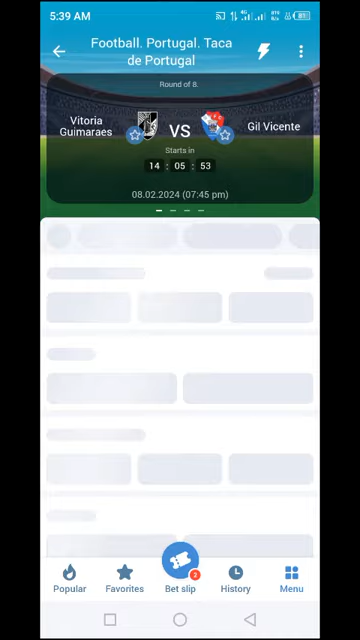 5:39 AM
Football. Portugal. Taca
de Portugal
Round of 8.
Vitoria
Guimaraes
VS
Gil Vicente
Starts in
14 : 05 : 53
08.02.2024 (07:45 pm)
2
Popular
Favorites
Bet slip
History
Menu